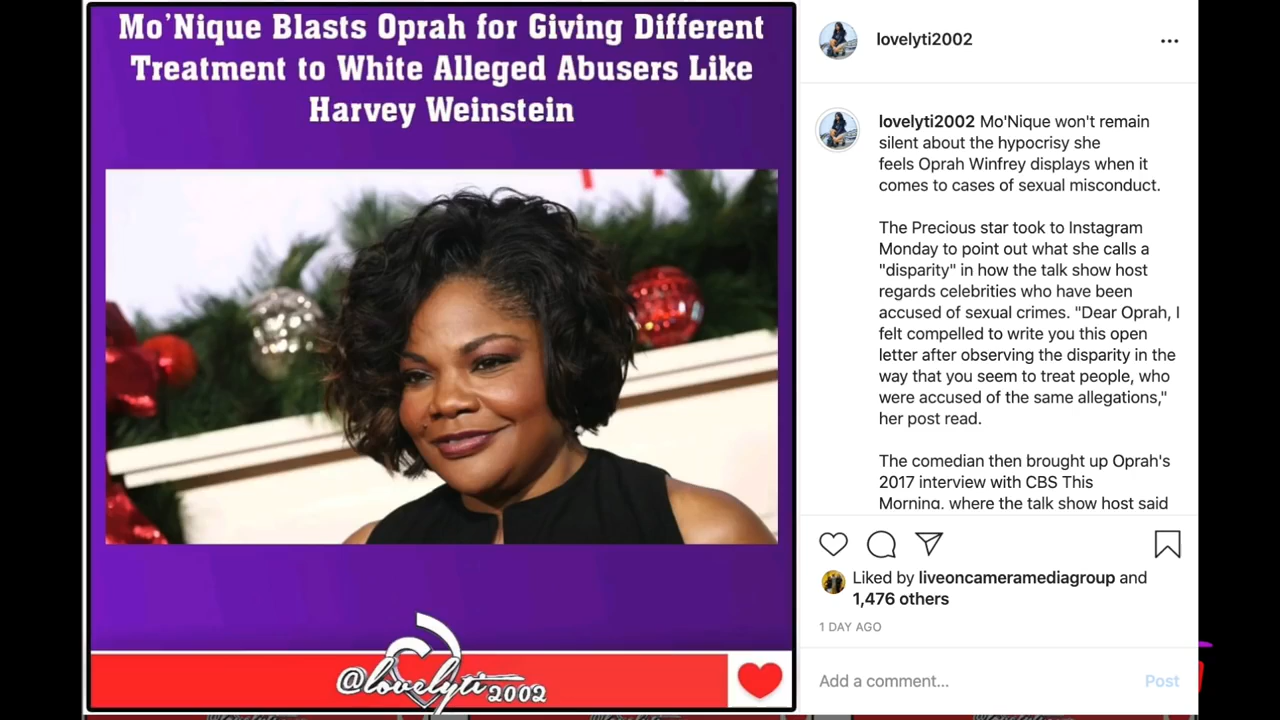 Mo'Nique Blasts Oprah for Giving Different
Treatment to White Alleged Abusers Like
Harvey Weinstein
@lovelyti2002
lovelyti2002
lovelyti2002 Mo'Nique won't remain
silent about the hypocrisy she
feels Oprah Winfrey displays when it
comes to cases of sexual misconduct.
The Precious star took to Instagram
Monday to point out what she calls a
"disparity" in how the talk show host
regards celebrities who have been
accused of sexual crimes. "Dear Oprah, I
felt compelled to write you this open
letter after observing the disparity in the
way that you seem to treat people, who
were accused of the same allegations,"
her post read.
The comedian then brought up Oprah's
2017 interview with CBS This
Morning, where the talk show host said
Liked by liveoncameramediagroup and
1,476 others
1 DAY AGO
Add a comment...
Post